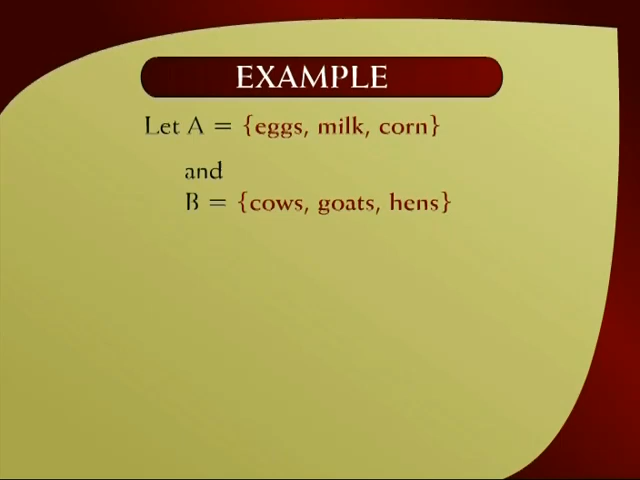 EXAMPLE
Let A = {eggs, milk, corn}
and
B = {cows, goats, hens}